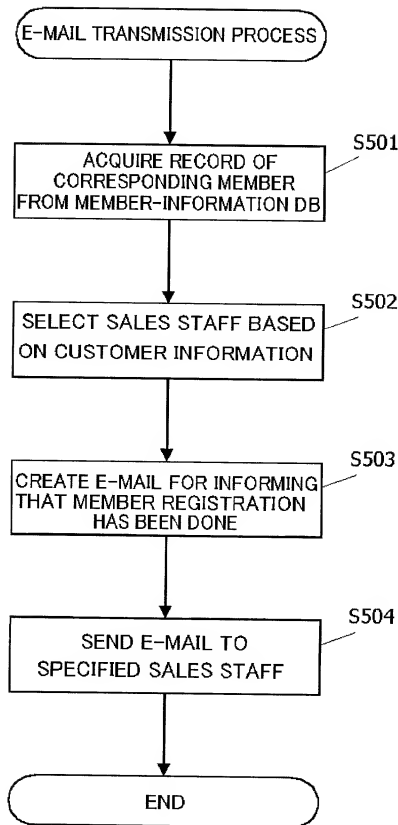 E-MAIL TRANSMISSION PROCESS
S501
ACQUIRE RECORD OF
CORRESPONDING MEMBER
FROM MEMBER-INFORMATION DB
S502
SELECT SALES STAFF BASED
ON CUSTOMER INFORMATION
S503
CREATE E-MAIL FOR INFORMING
THAT MEMBER REGISTRATION
HAS BEEN DONE
S504
SEND E-MAIL TO
SPECIFIED SALES STAFF
END